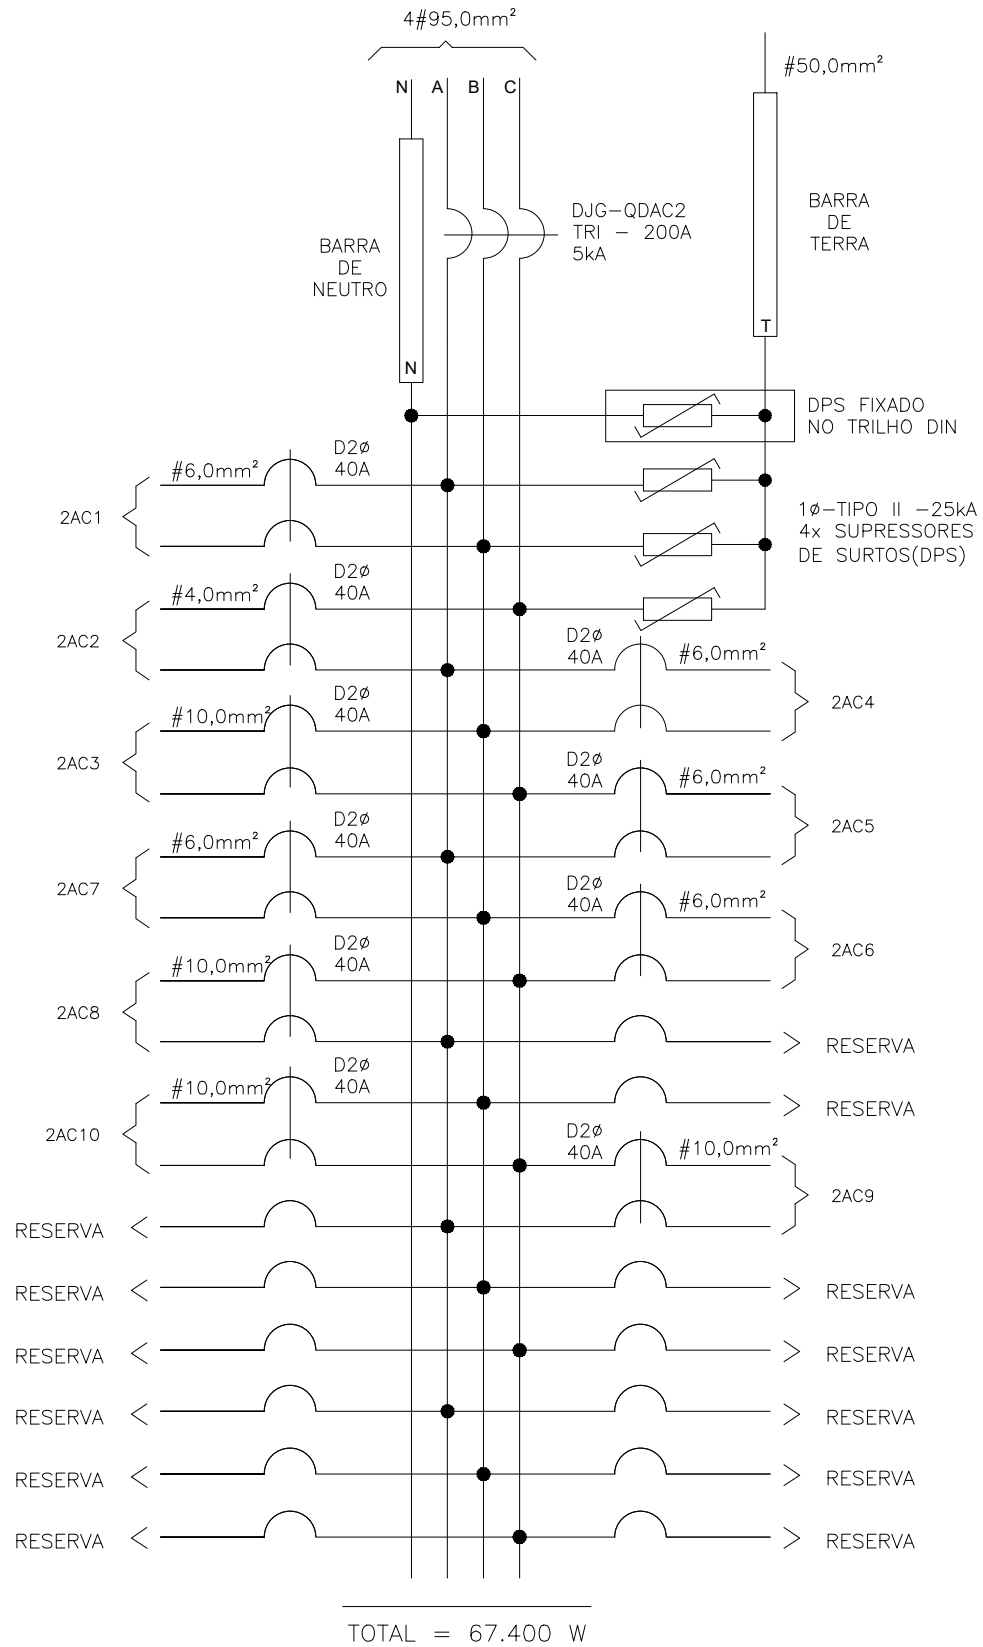 4#95,0mm²
#50,0mm²
N A B C
DJG-QDAC2
TRI - 200A
5kA
BARRA
DE
NEUTRO
BARRA
DE
TERRA
T
N
DPS FIXADO
NO TRILHO DIN
#6,0mm²
D2ø
40A
2AC1
1ø-TIPO II -25kA
4x SUPRESSORES
DE SURTOS(DPS)
#4,0mm²
D2ø
40A
2AC2
D2ø
40A
#6,0mm²
2AC4
#10,0mm²
D2ø
40A
2AC3
D2ø
40A
#6,0mm²
2AC5
#6,0mm²
D2ø
40A
2AC7
D2ø
40A
#6,0mm²
2AC6
#10,0mm²
D2ø
40A
2AC8
RESERVA
#10,0mm²
D2ø
40A
2AC10
RESERVA
D2ø
40A
#10,0mm²
2AC9
RESERVA
RESERVA
RESERVA
RESERVA
RESERVA
RESERVA
RESERVA
RESERVA
RESERVA
RESERVA
RESERVA
TOTAL = 67.400 W